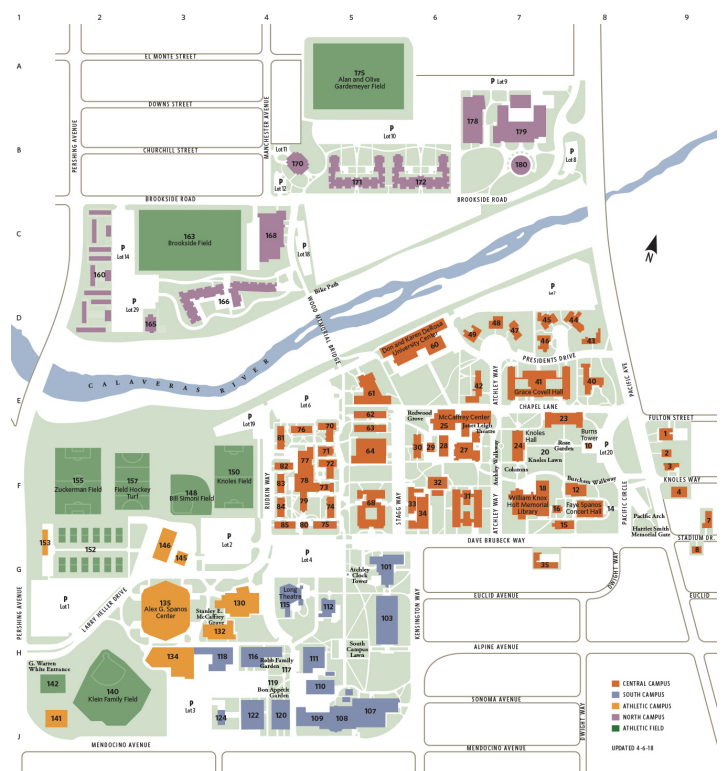 1 2 3 4 5 6 7 8 9
A
EL MONTE STREET
175
Alan and Olive
Gardemeyer Field
P
Lot 9
DOWNS STREET
PERSHING AVENUE
MANCHESTER AVENUE
178
179
P
Lot 10
B
CHURCHILL STREET
P
Lot 11
170
P
Lot 8
180
P
Lot 12
171
172
BROOKSIDE ROAD
BROOKSIDE ROAD
C
163
Brookside Field
168
P
Lot 14
P
Lot 18
N
160
Bike Path
P
Lot 7
166
D
P
Lot 29
165
WOOD MEMORIAL BRIDGE
Don and Karen DeRosa
University Center
60
49
48
47
45
44
46
43
PRESIDENTS DRIVE
CALAVERAS RIVER
ATCHLEY WAY
PACIFIC AVE
61
42
41
Grace Covell Hall
40
E
P
Lot 6
CHAPEL LANE
62
Redwood
Grove
McCaffrey Center
25
Janet Leigh
Theatre
23
FULTON STREET
P
Lot 19
76
70
63
81
Knoles
Hall
24
Burns
Tower
19
P
Lot 20
1
71
77
64
30
29
28
27
Rose
Garden
20
Knoles Lawn
2
82
72
Atchley Walkway
Columns
3
155
Zuckerman Field
157
Field Hockey
Turf
148
Bill Simoni Field
150
Knoles Field
F
RUDKIN WAY
83
78
73
32
Burcham Walkway
KNOLES WAY
12
4
79
68
STAGG WAY
33
34
31
ATCHLEY WAY
18
William Knox
Holt Memorial
Library
16
Faye Spanos
Concert Hall
14
84
74
PACIFIC CIRCLE
Pacific Arch
7
85
80
75
15
Harriet Smith
Memorial Gate
153
152
146
145
P
Lot 2
DAVE BRUBECK WAY
STADIUM DR.
8
P
Lot 4
G
Atchley
Clock
Tower
101
35
DWIGHT WAY
PERSHING AVENUE
P
Lot 1
LARRY HELLER DRIVE
135
Alex G. Spanos
Center
130
Stanley E.
McCaffrey
Grove
Long
Theatre
115
112
103
KENSINGTON WAY
EUCLID AVENUE
EUCLID
132
H
134
118
116
Robb Family
Garden
117
111
South
Campus
Lawn
ALPINE AVENUE
G. Warren
White Entrance
142
140
Klein Family Field
119
Bon Appétit
Garden
110
CENTRAL CAMPUS
SOUTH CAMPUS
ATHLETIC CAMPUS
NORTH CAMPUS
ATHLETIC FIELD
SONOMA AVENUE
141
P
Lot 3
124
122
120
109
108
107
DWIGHT WAY
J
MENDOCINO AVENUE
MENDOCINO AVENUE
UPDATED 4-6-18